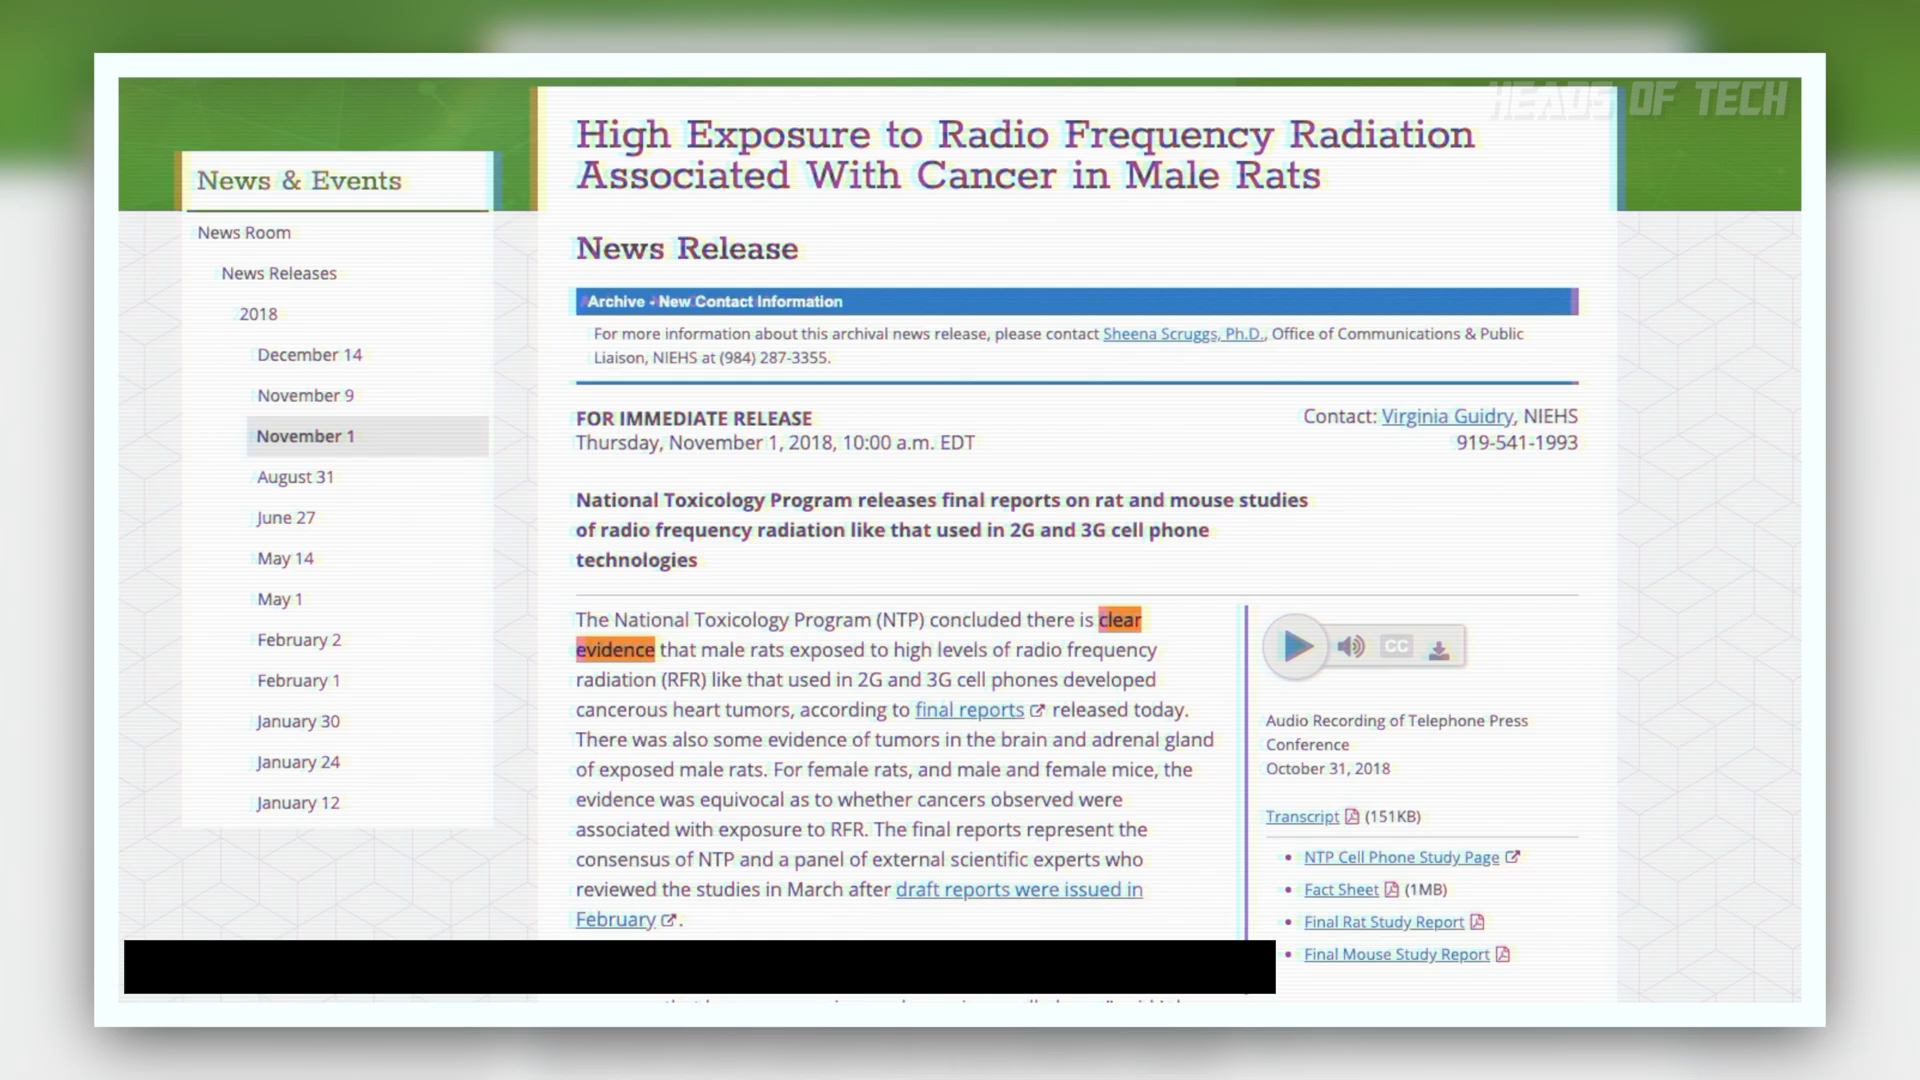 HEADS OF TECH
High Exposure to Radio Frequency Radiation
Associated With Cancer in Male Rats
News & Events
News Room
News Releases
2018
December 14
November 9
November 1
August 31
June 27
May 14
May 1
February 2
February 1
January 30
January 24
January 12
News Release
Archive - New Contact Information
For more information about this archival news release, please contact Sheena Scruggs, Ph.D., Office of Communications & Public
Liaison, NIEHS at (984) 287-3355.
FOR IMMEDIATE RELEASE
Thursday, November 1, 2018, 10:00 a.m. EDT
Contact: Virginia Guidry, NIEHS
919-541-1993
National Toxicology Program releases final reports on rat and mouse studies
of radio frequency radiation like that used in 2G and 3G cell phone
technologies
The National Toxicology Program (NTP) concluded there is clear
evidence that male rats exposed to high levels of radio frequency
radiation (RFR) like that used in 2G and 3G cell phones developed
cancerous heart tumors, according to final reports released today.
There was also some evidence of tumors in the brain and adrenal gland
of exposed male rats. For female rats, and male and female mice, the
evidence was equivocal as to whether cancers observed were
associated with exposure to RFR. The final reports represent the
consensus of NTP and a panel of external scientific experts who
reviewed the studies in March after draft reports were issued in
February.
CC
Audio Recording of Telephone Press
Conference
October 31, 2018
Transcript (151KB)
• NTP Cell Phone Study Page
• Fact Sheet (1MB)
• Final Rat Study Report
• Final Mouse Study Report